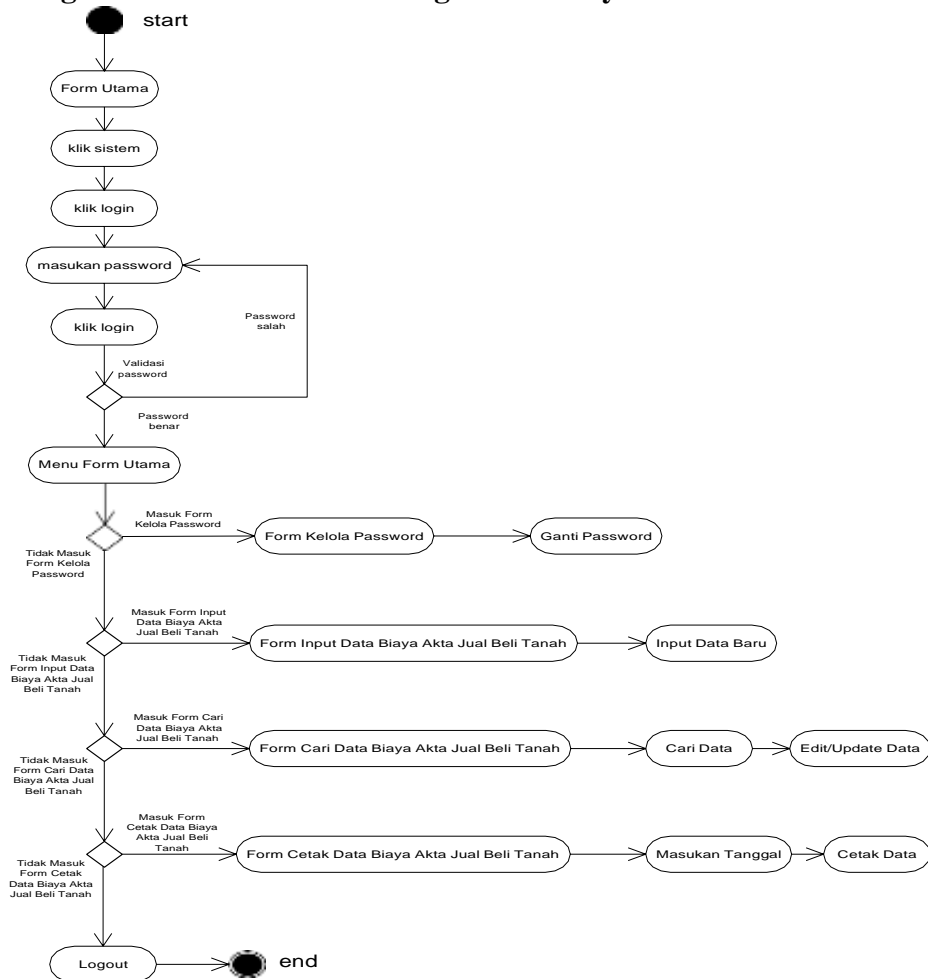 start
Form Utama
klik sistem
klik login
masukan password
klik login
Password
salah
Validasi
password
Password
benar
Menu Form Utama
Masuk Form
Kelola Password
Form Kelola Password
Ganti Password
Tidak Masuk
Form Kelola
Password
Masuk Form Input
Data Biaya Akta
Jual Beli Tanah
Form Input Data Biaya Akta Jual Beli Tanah
Input Data Baru
Tidak Masuk
Form Input Data
Biaya Akta Jual
Beli Tanah
Masuk Form Cari
Data Biaya Akta
Jual Beli Tanah
Form Cari Data Biaya Akta Jual Beli Tanah
Cari Data
Edit/Update Data
Tidak Masuk
Form Cari Data
Biaya Akta Jual
Beli Tanah
Masuk Form
Cetak Data Biaya
Akta Jual Beli
Tanah
Form Cetak Data Biaya Akta Jual Beli Tanah
Masukan Tanggal
Cetak Data
Tidak Masuk
Form Cetak
Data Biaya Akta
Jual Beli Tanah
Logout
end